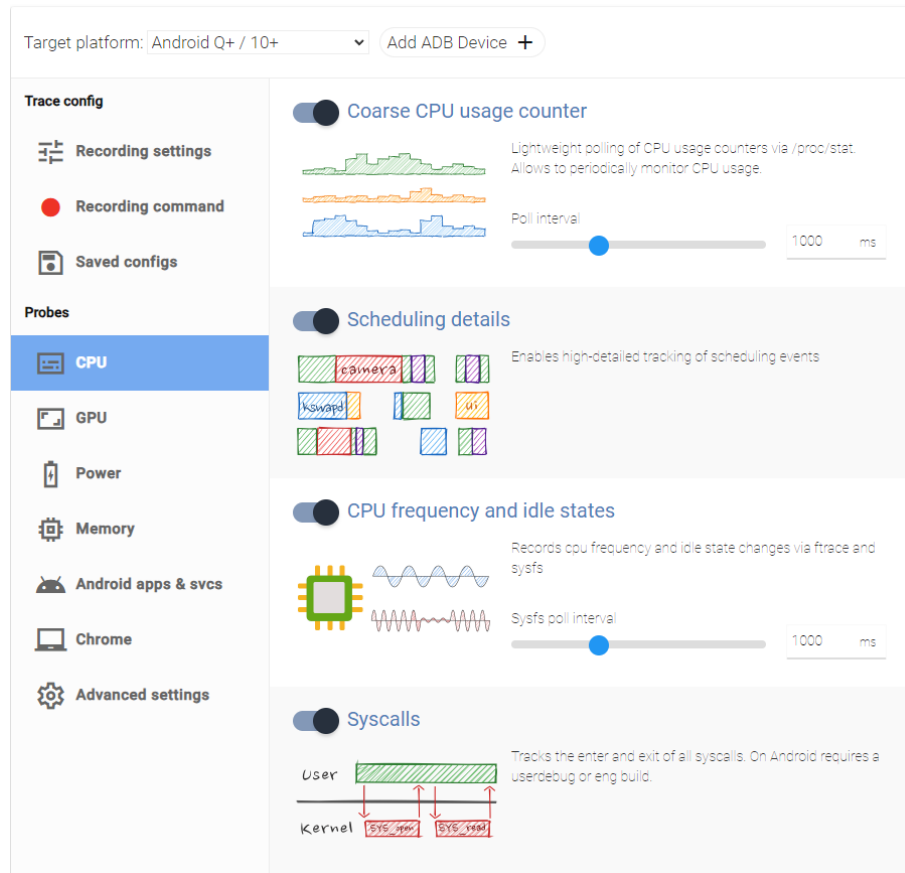 Target platform: Android Q+ / 10+ Add ADB Device +
Trace config
Recording settings
Recording command
Saved configs
Probes
CPU
GPU
Power
Memory
Android apps & svcs
Chrome
Advanced settings
Coarse CPU usage counter
Lightweight polling of CPU usage counters via /proc/stat.
Allows to periodically monitor CPU usage.
Poll interval
1000 ms
Scheduling details
Enables high-detailed tracking of scheduling events
camera
kswapd ui
CPU frequency and idle states
Records cpu frequency and idle state changes via ftrace and
sysfs
Sysfs poll interval
1000 ms
Syscalls
Tracks the enter and exit of all syscalls. On Android requires a
userdebug or eng build.
User
Kernel SYS_open SYS_read